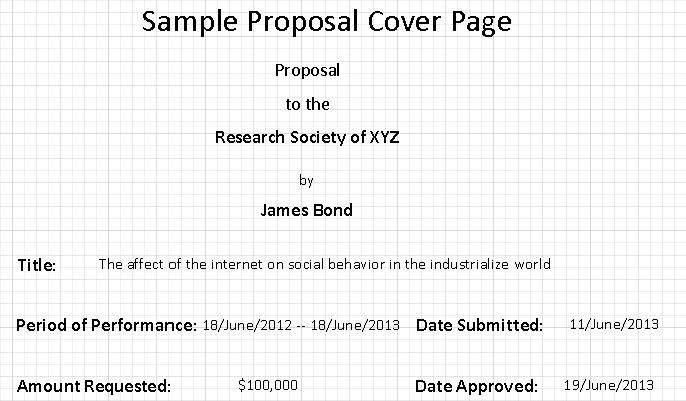 Sample Proposal Cover Page
Proposal
to the
Research Society of XYZ
by
James Bond
Title: The affect of the internet on social behavior in the industrialize world
Period of Performance: 18/June/2012 -- 18/June/2013 Date Submitted: 11/June/2013
Amount Requested: $100,000 Date Approved: 19/June/2013